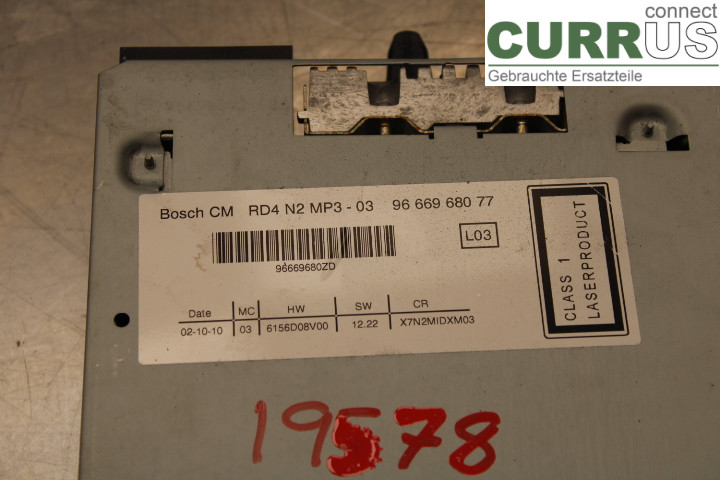 connect
CURRUS
Gebrauchte Ersatzteile
Bosch CM RD4 N2 MP3 - 03 96 669 680 77
L03
96669680ZD
CLASS 1
LASERPRODUCT
Date MC HW SW CR
02-10-10 03 6156D08V00 12.22 X7N2MIDXM03
19578